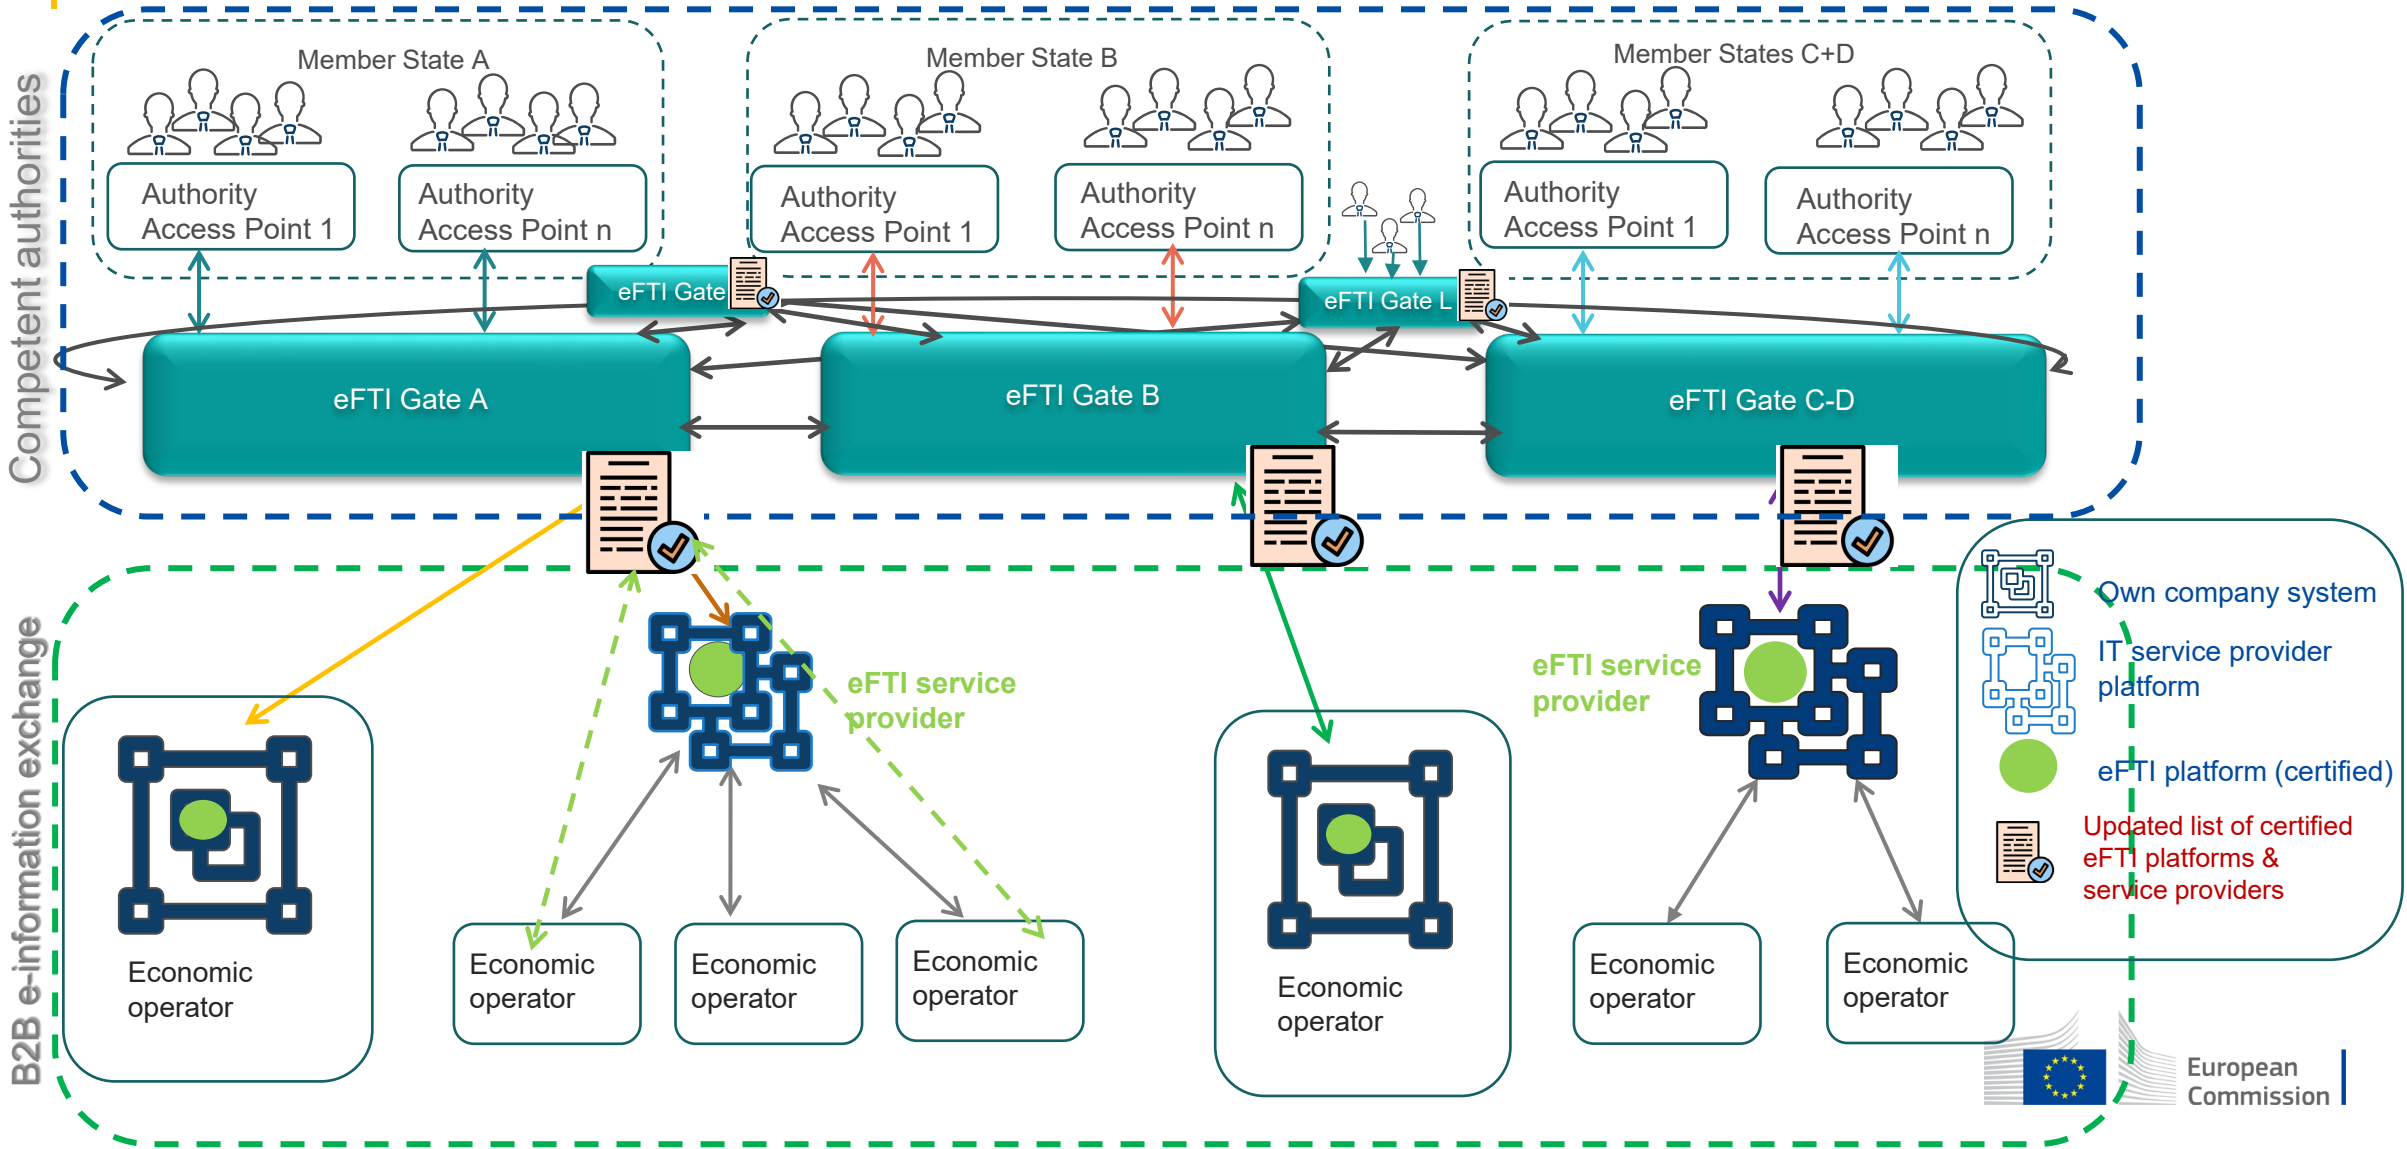 Competent authorities
Member State A
Member State B
Member States C+D
Authority
Access Point 1
Authority
Access Point n
Authority
Access Point 1
Authority
Access Point n
Authority
Access Point 1
Authority
Access Point n
eFTI Gate
eFTI Gate L
eFTI Gate A
eFTI Gate B
eFTI Gate C-D
B2B e-information exchange
eFTI service
provider
eFTI service
provider
Economic
operator
Economic
operator
Economic
operator
Economic
operator
Economic
operator
Economic
operator
Economic
operator
Own company system
IT service provider
platform
eFTI platform (certified)
Updated list of certified
eFTI platforms &
service providers
European
Commission